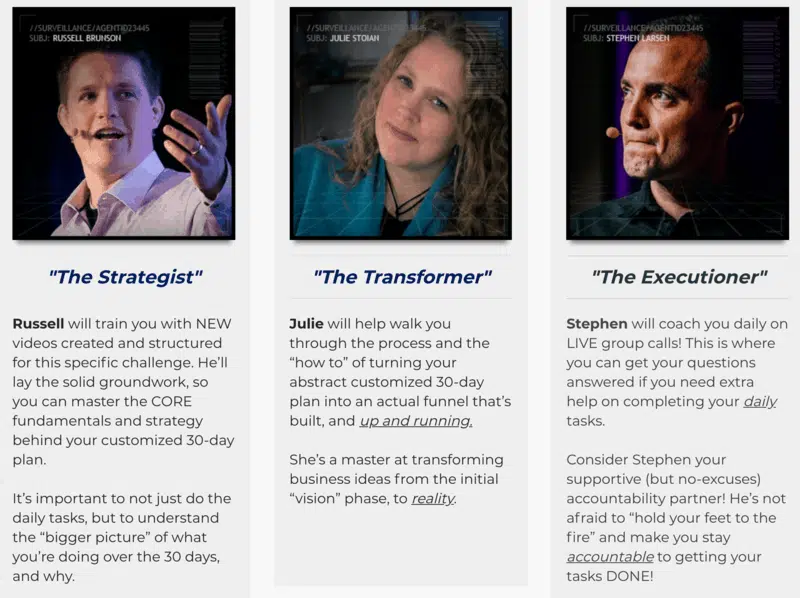 //SURVEILLANCE/AGENT1023445
SUBJ: RUSSELL BRUNSON
"The Strategist"
Russell will train you with NEW
videos created and structured
for this specific challenge. He’ll
lay the solid groundwork, so
you can master the CORE
fundamentals and strategy
behind your customized 30-day
plan.
It’s important to not just do the
daily tasks, but to understand
the “bigger picture” of what
you’re doing over the 30 days,
and why.
//SURVEILLANCE/AGENT1023445
SUBJ: JULIE STOIAN
"The Transformer"
Julie will help walk you
through the process and the
“how to” of turning your
abstract customized 30-day
plan into an actual funnel that’s
built, and up and running.
She’s a master at transforming
business ideas from the initial
“vision” phase, to reality.
//SURVEILLANCE/AGENT1023445
SUBJ: STEPHEN LARSEN
"The Executioner"
Stephen will coach you daily on
LIVE group calls! This is where
you can get your questions
answered if you need extra
help on completing your daily
tasks.
Consider Stephen your
supportive (but no-excuses)
accountability partner! He’s not
afraid to “hold your feet to the
fire” and make you stay
accountable to getting your
tasks DONE!